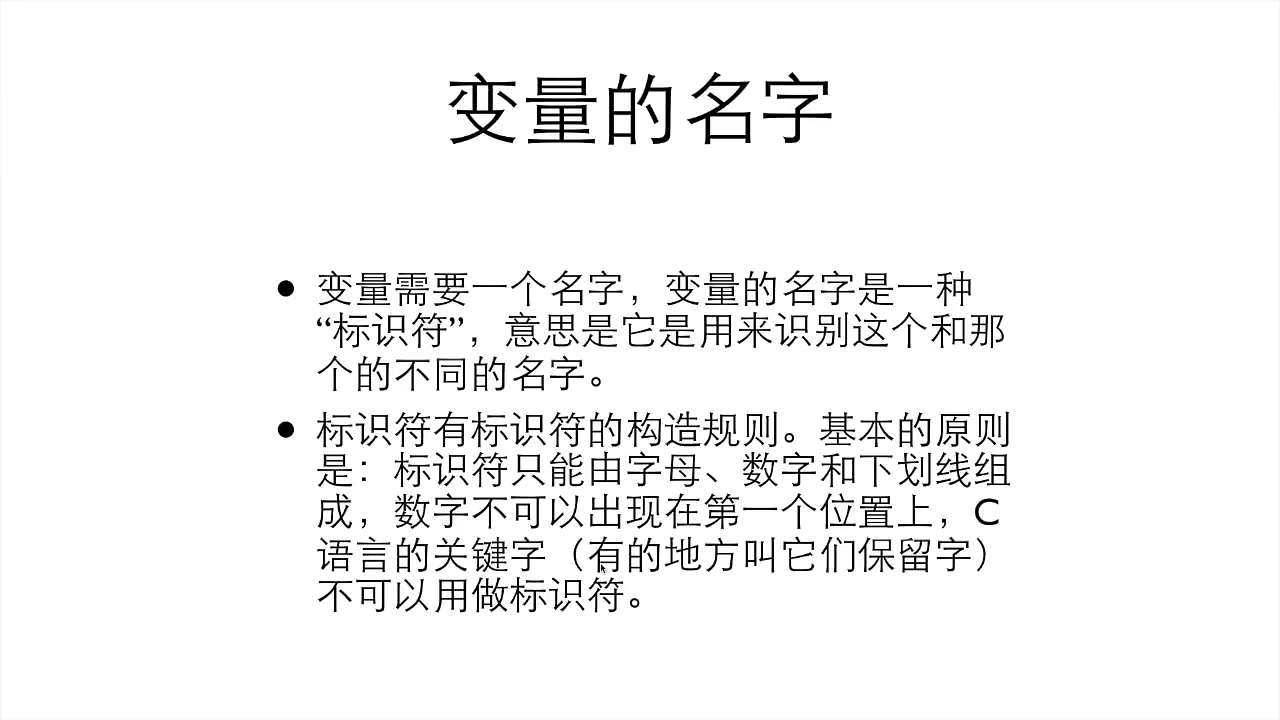 变量的名字
• 变量需要一个名字，变量的名字是一种
“标识符”，意思是它是用来识别这个和那
个的不同的名字。
• 标识符有标识符的构造规则。基本的原则
是：标识符只能由字母、数字和下划线组
成，数字不可以出现在第一个位置上，C
语言的关键字（有的地方叫它们保留字）
不可以用做标识符。